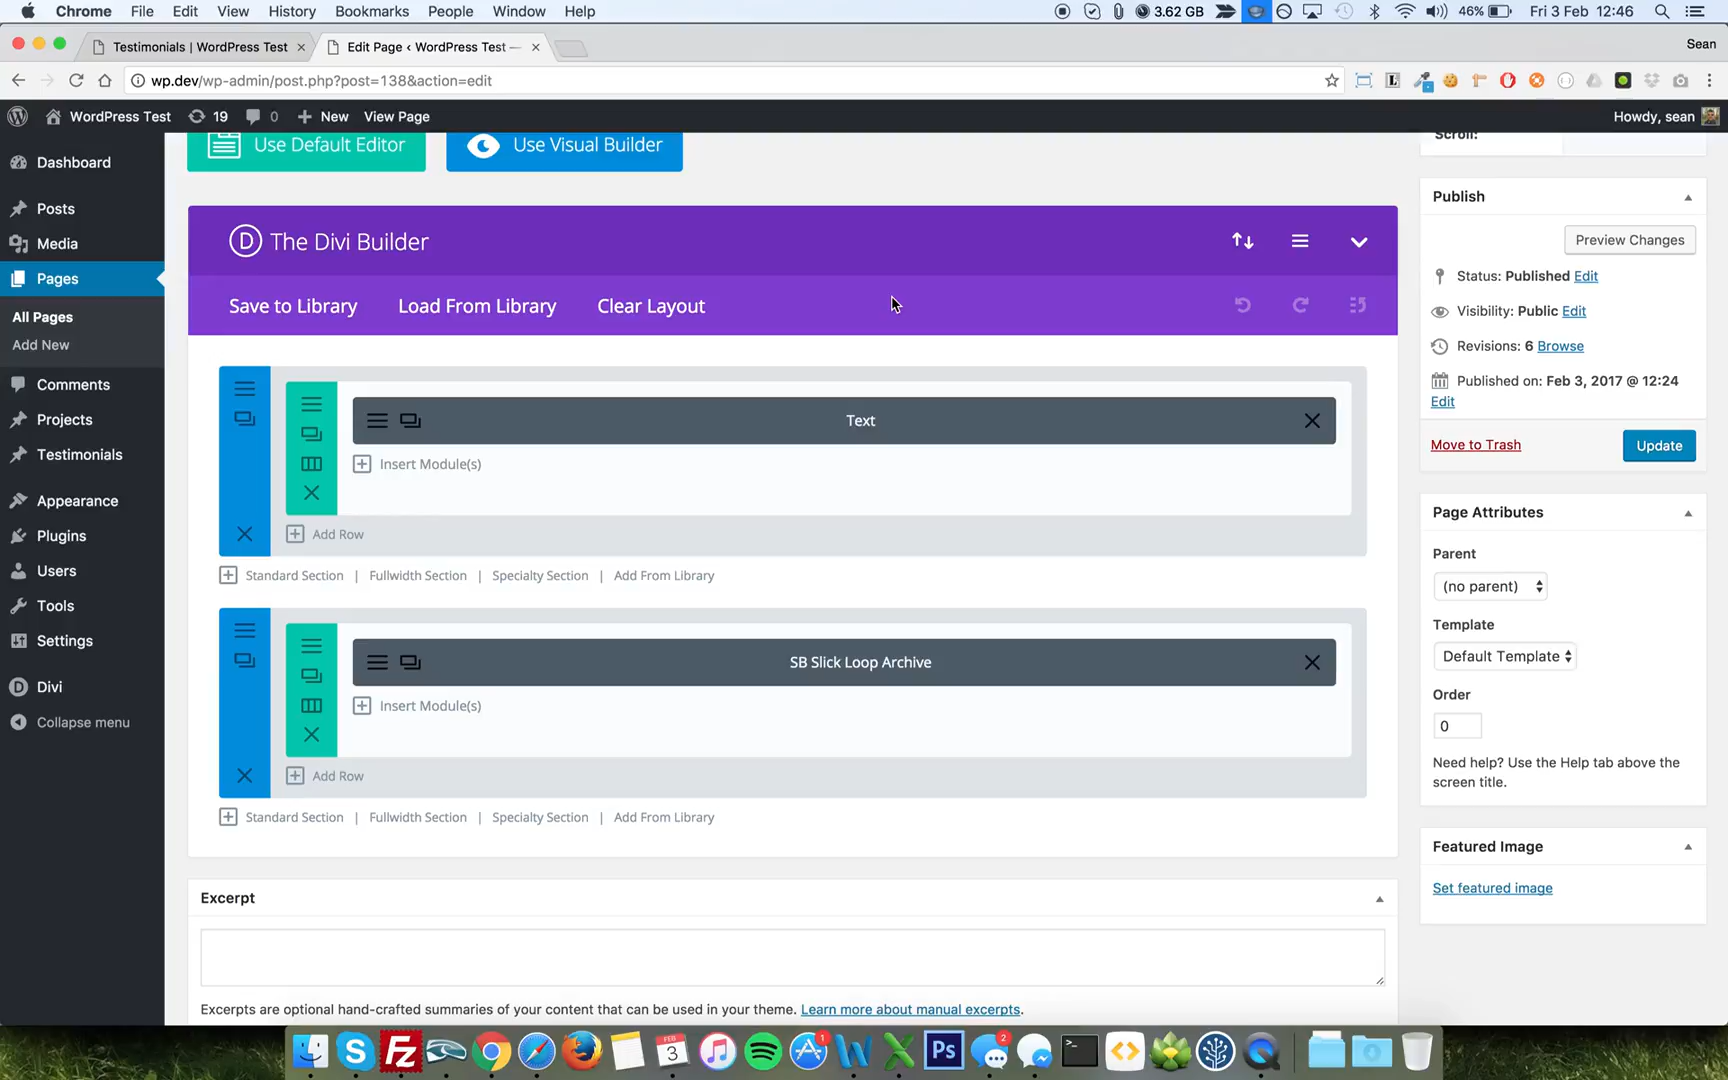 Chrome File Edit View History Bookmarks People Window Help 3.62 GB 46% Fri 3 Feb 12:46
Testimonials | WordPress Test Edit Page ‹ WordPress Test — Sean
wp.dev/wp-admin/post.php?post=138&action=edit
WordPress Test 19 0 New View Page Howdy, sean
Dashboard
Posts
Media
Pages
All Pages
Add New
Comments
Projects
Testimonials
Appearance
Plugins
Users
Tools
Settings
Divi
Collapse menu
Use Default Editor Use Visual Builder
D The Divi Builder
Save to Library Load From Library Clear Layout
Text
Insert Module(s)
Add Row
Standard Section | Fullwidth Section | Specialty Section | Add From Library
SB Slick Loop Archive
Insert Module(s)
Add Row
Standard Section | Fullwidth Section | Specialty Section | Add From Library
Excerpt
Excerpts are optional hand-crafted summaries of your content that can be used in your theme. Learn more about manual excerpts.
Scroll:
Publish
Preview Changes
Status: Published Edit
Visibility: Public Edit
Revisions: 6 Browse
Published on: Feb 3, 2017 @ 12:24
Edit
Move to Trash Update
Page Attributes
Parent
(no parent)
Template
Default Template
Order
0
Need help? Use the Help tab above the
screen title.
Featured Image
Set featured image
FEB
3
1
2
Ps